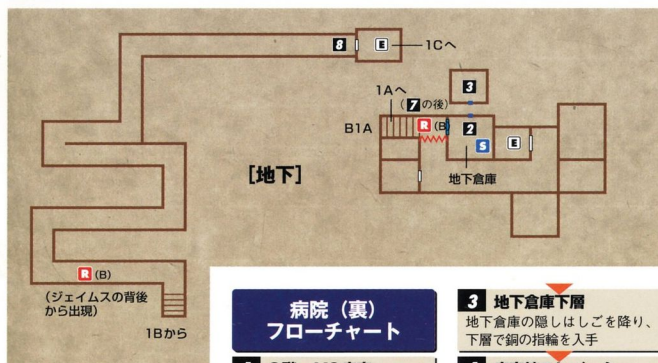 8
E
1Cへ
3
1Aへ
(7の後)
B1A
R (B)
2
S
E
地下倉庫
[地下]
R (B)
(ジェイムスの背後
から出現)
1Bから
病院（裏）
フローチャート
3 地下倉庫下層
地下倉庫の隠しはしごを降り、
下層で銅の指輪を入手